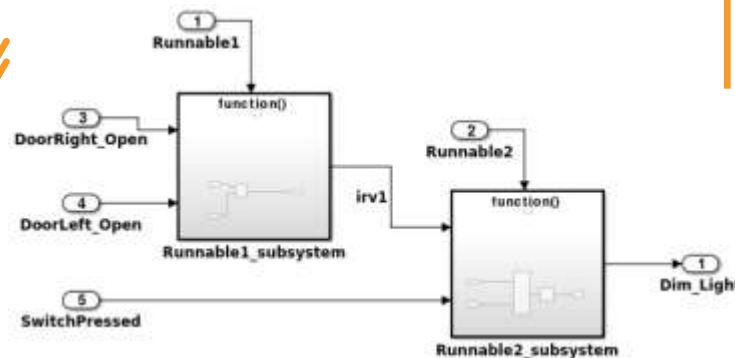 1
Runnable1
function()
3
DoorRight_Open
2
Runnable2
irv1
function()
4
DoorLeft_Open
Runnable1_subsystem
1
Dim_Light
5
SwitchPressed
Runnable2_subsystem